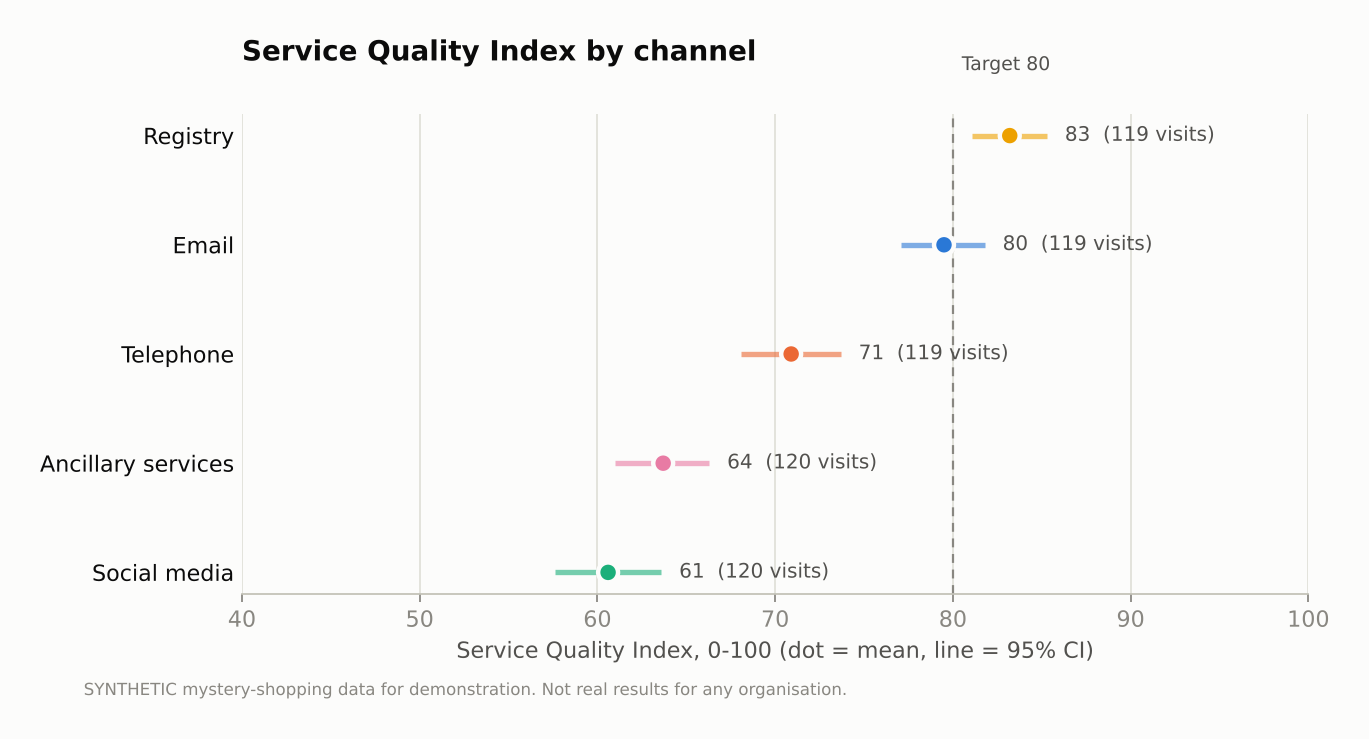 Service Quality Index by channel
Target 80
Registry
83 (119 visits)
Email
80 (119 visits)
Telephone
71 (119 visits)
Ancillary services
64 (120 visits)
Social media
61 (120 visits)
40 50 60 70 80 90 100
Service Quality Index, 0-100 (dot = mean, line = 95% CI)
SYNTHETIC mystery-shopping data for demonstration. Not real results for any organisation.